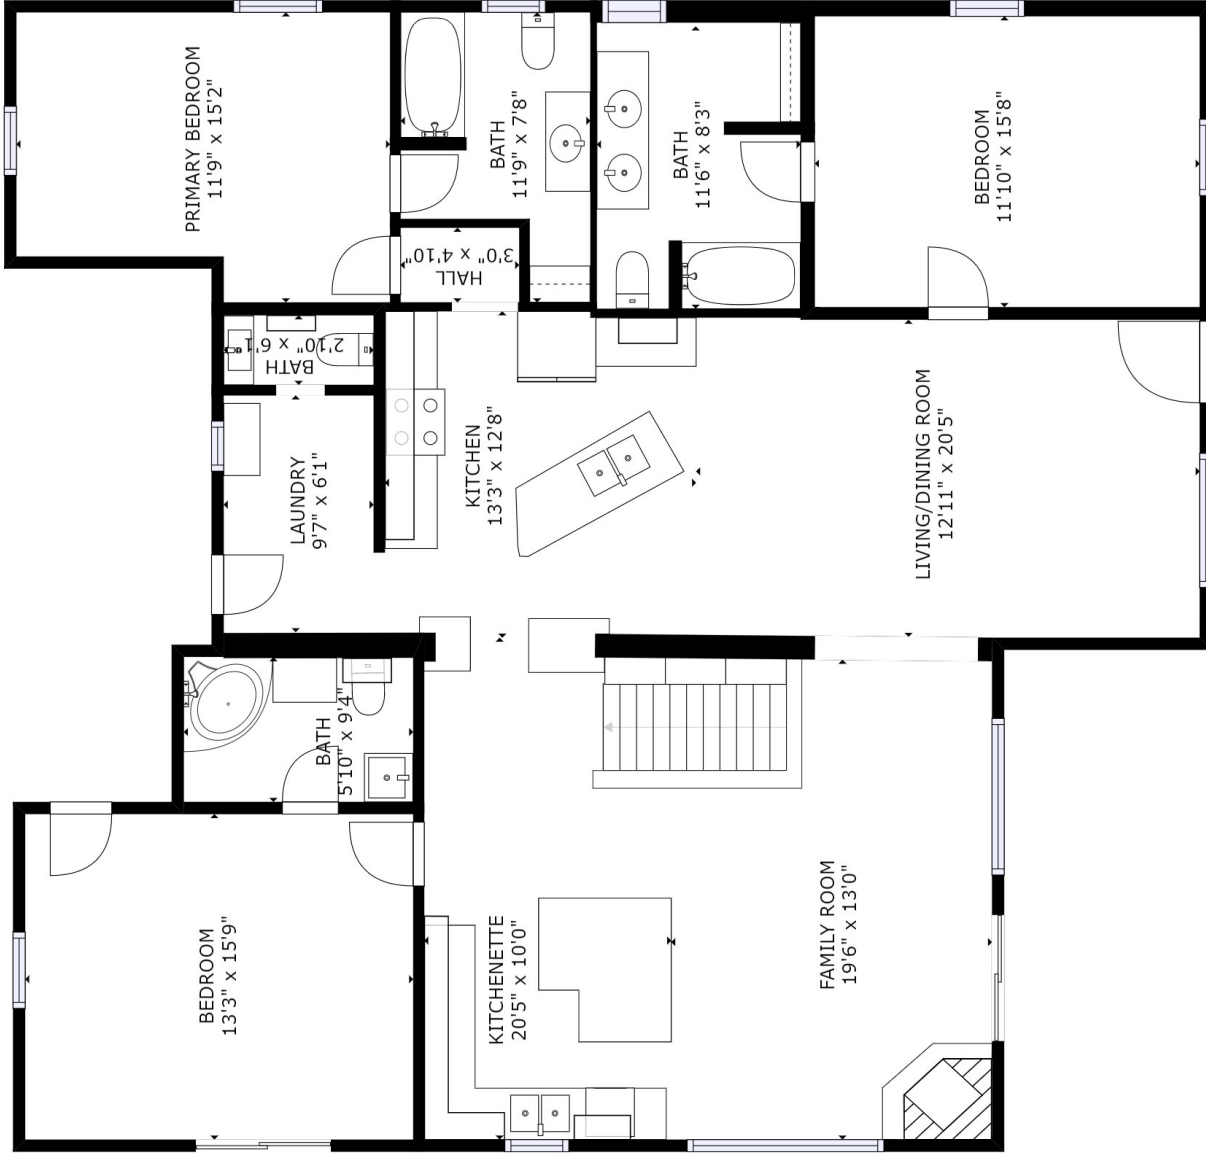 PRIMARY BEDROOM
11'9" x 15'2"
BATH
11'9" x 7'8"
BATH
11'6" x 8'3"
BEDROOM
11'10" x 15'8"
HALL
3'0" x 4'10"
BATH
2'10" x 6'1
LAUNDRY
9'7" x 6'1"
KITCHEN
13'3" x 12'8"
LIVING/DINING ROOM
12'11" x 20'5"
BATH
5'10" x 9'4"
BEDROOM
13'3" x 15'9"
KITCHENETTE
20'5" x 10'0"
FAMILY ROOM
19'6" x 13'0"